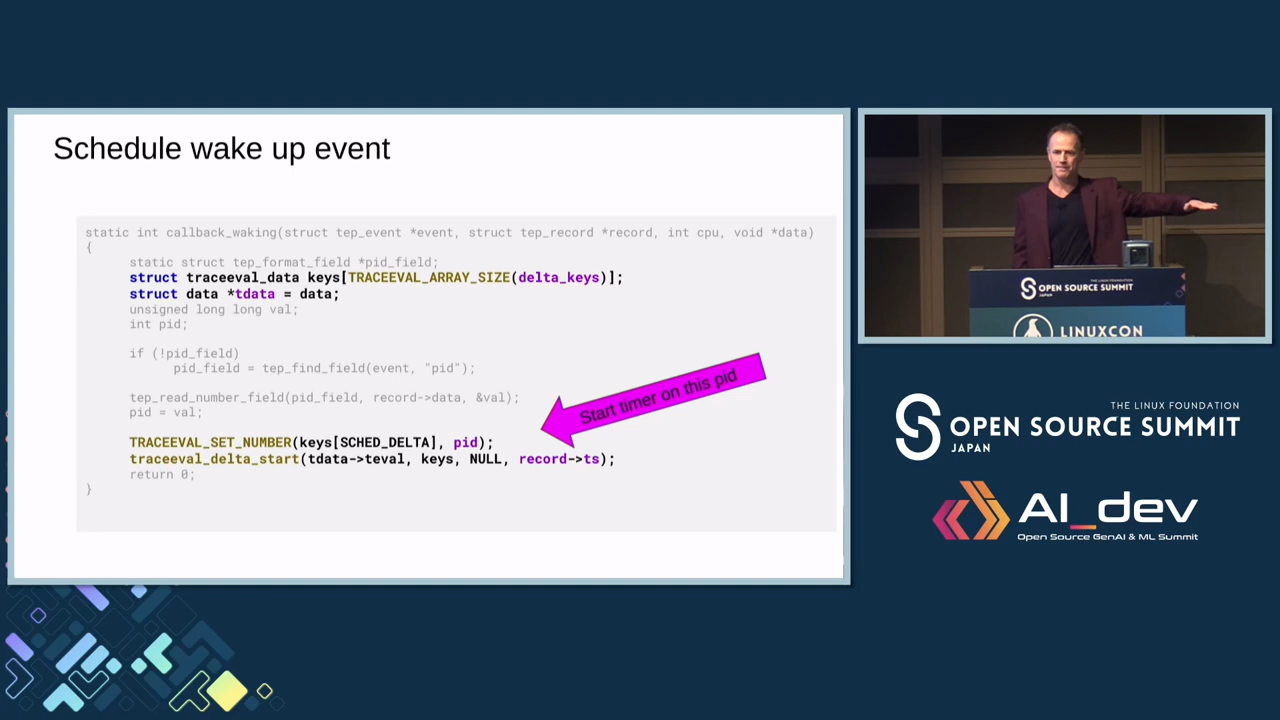 Schedule wake up event
static int callback_waking(struct tep_event *event, struct tep_record *record, int cpu, void *data)
{
static struct tep_format_field *pid_field;
struct traceeval_data keys[TRACEEVAL_ARRAY_SIZE(delta_keys)];
struct data *tdata = data;
unsigned long long val;
int pid;
if (!pid_field)
pid_field = tep_find_field(event, "pid");
tep_read_number_field(pid_field, record->data, &val);
pid = val;
TRACEEVAL_SET_NUMBER(keys[SCHED_DELTA], pid);
traceeval_delta_start(tdata->teval, keys, NULL, record->ts);
return 0;
}
Start timer on this pid
THE LINUX FOUNDATION
OPEN SOURCE SUMMIT
JAPAN
LINUXCON
THE LINUX FOUNDATION
OPEN SOURCE SUMMIT
JAPAN
AI_dev
Open Source GenAI & ML Summit